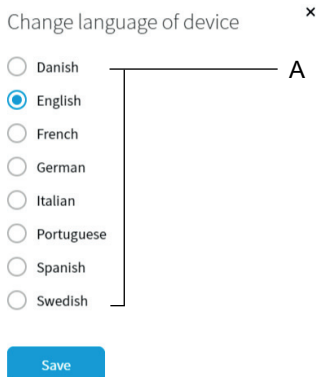 Change language of device
×
Danish
A
English
French
German
Italian
Portuguese
Spanish
Swedish
Save